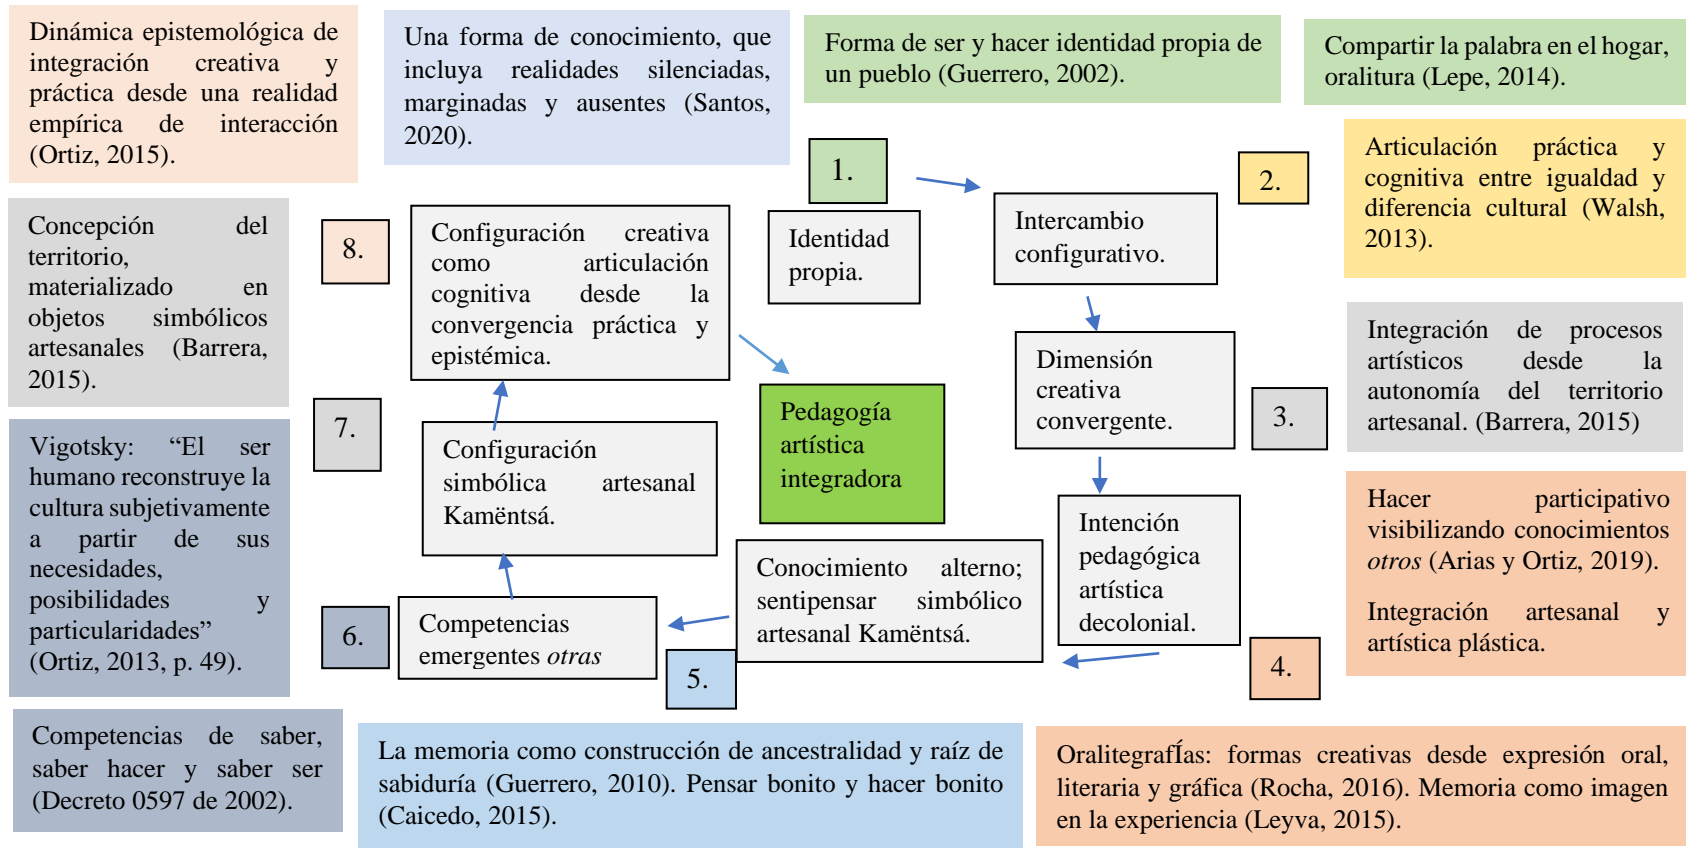 Dinámica epistemológica de
integración creativa y
práctica desde una realidad
empírica de interacción
(Ortiz, 2015).
Una forma de conocimiento, que
incluya realidades silenciadas,
marginadas y ausentes (Santos,
2020).
Forma de ser y hacer identidad propia de
un pueblo (Guerrero, 2002).
Compartir la palabra en el hogar,
oralitura (Lepe, 2014).
1.
Identidad
propia.
Intercambio
configurativo.
2.
Articulación práctica y
cognitiva entre igualdad y
diferencia cultural (Walsh,
2013).
Concepción del
territorio,
materializado en
objetos simbólicos
artesanales (Barrera,
2015).
8.
Configuración creativa
como articulación
cognitiva desde la
convergencia práctica y
epistémica.
Dimensión
creativa
convergente.
3.
Integración de procesos
artísticos desde la
autonomía del territorio
artesanal. (Barrera, 2015)
7.
Configuración
simbólica artesanal
Kamëntsá.
Pedagogía
artística
integradora
Vigotsky: “El ser
humano reconstruye la
cultura subjetivamente
a partir de sus
necesidades,
posibilidades y
particularidades”
(Ortiz, 2013, p. 49).
6.
Competencias
emergentes otras
5.
Conocimiento alterno;
sentipensar simbólico
artesanal Kamëntsá.
Intención
pedagógica
artística
decolonial.
4.
Hacer participativo
visibilizando conocimientos
otros (Arias y Ortiz, 2019).
Integración artesanal y
artística plástica.
Competencias de saber,
saber hacer y saber ser
(Decreto 0597 de 2002).
La memoria como construcción de ancestralidad y raíz de
sabiduría (Guerrero, 2010). Pensar bonito y hacer bonito
(Caicedo, 2015).
OralitegrafÍas: formas creativas desde expresión oral,
literaria y gráfica (Rocha, 2016). Memoria como imagen
en la experiencia (Leyva, 2015).